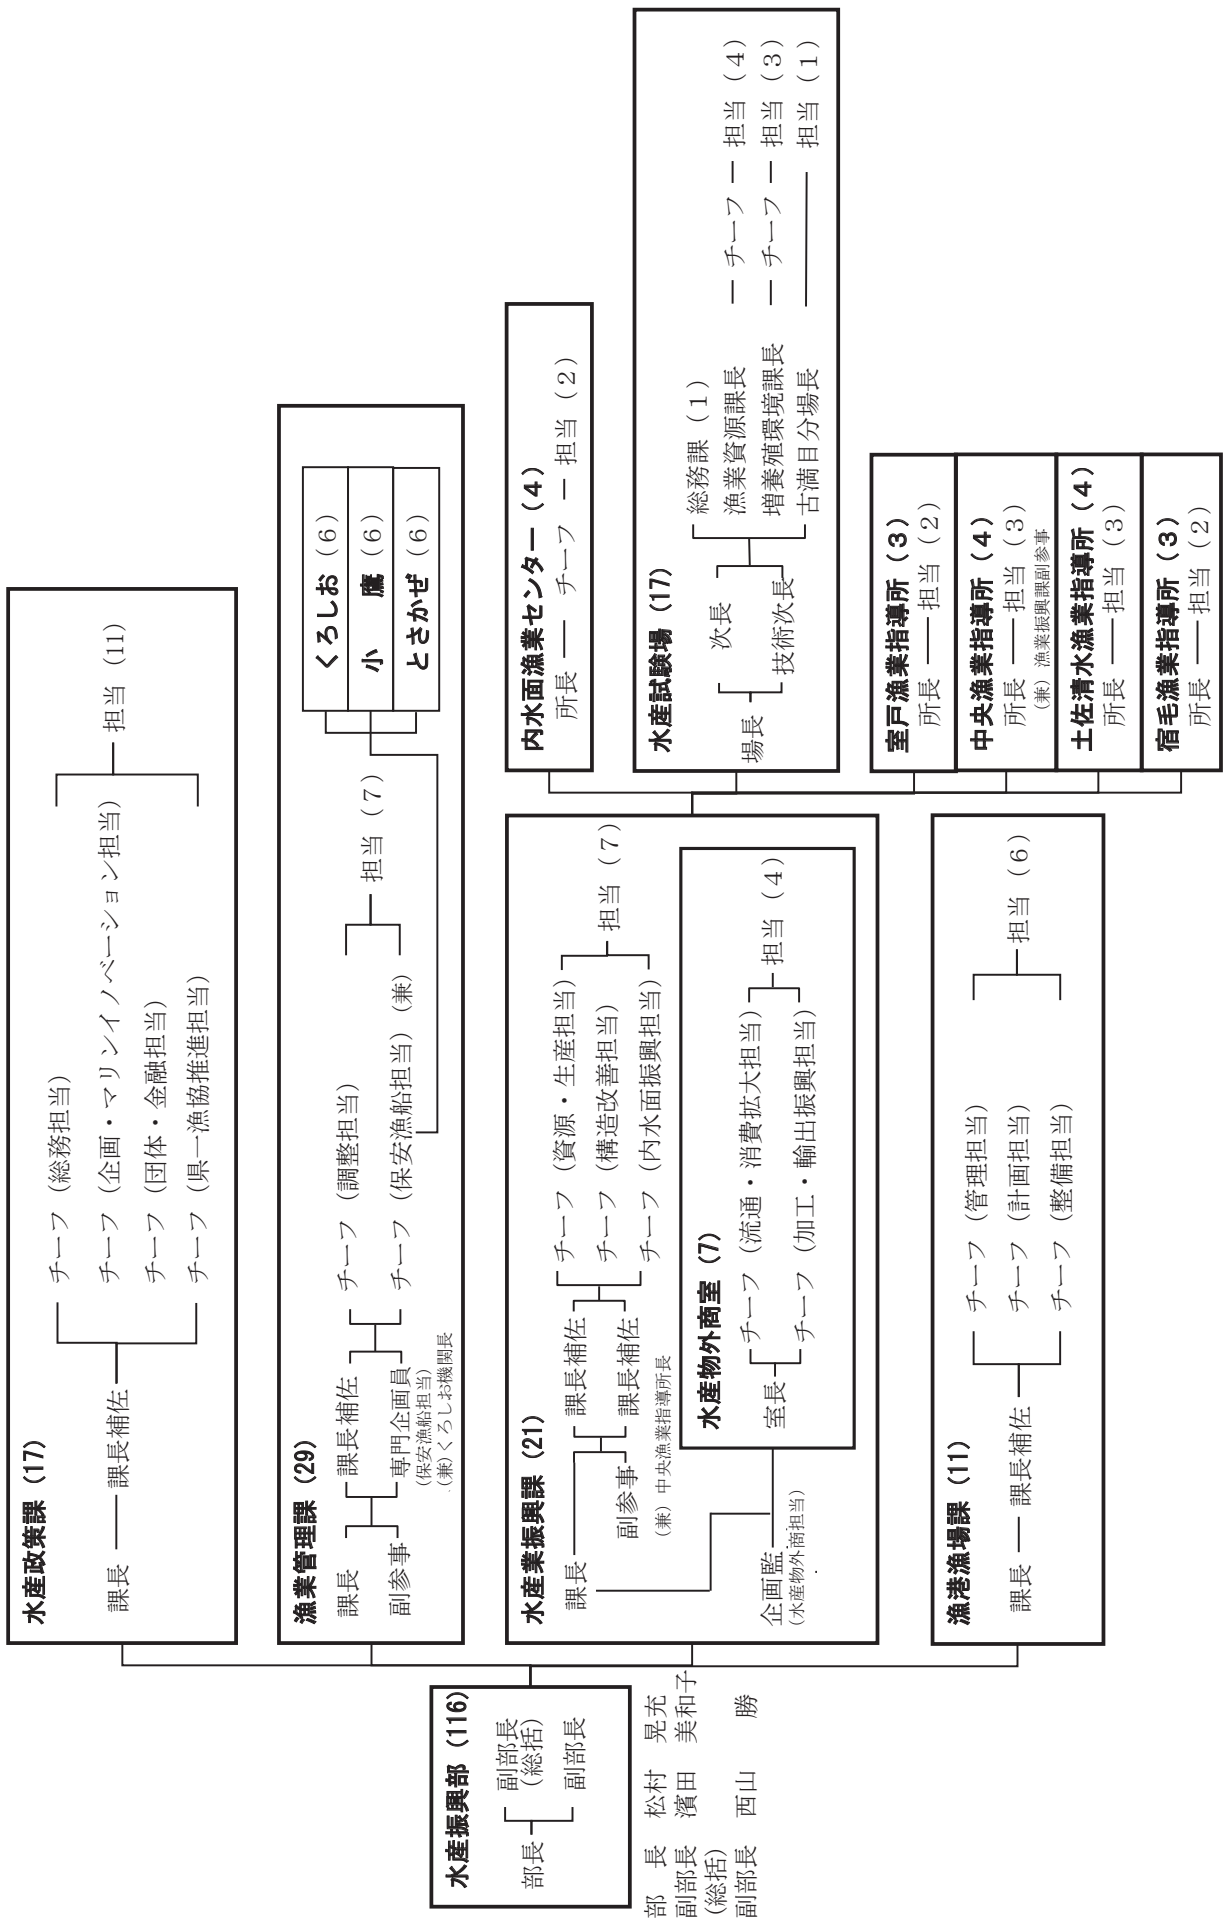 水産振興部（116）
部長
副部長
（総括）
副部長
部　長　松村　晃充
副部長　濱田　美和子
（総括）
副部長　西山　勝
水産政策課（17）
課長
課長補佐
チーフ（総務担当）
チーフ（企画・マリンイノベーション担当）
チーフ（団体・金融担当）
チーフ（県一漁協推進担当）
担当（11）
漁業管理課（29）
課長
副参事
課長補佐
専門企画員
（保安漁船担当）
.（兼）くろしお機関長
チーフ（調整担当）
チーフ（保安漁船担当）（兼）
担当（７）
くろしお（６）
小　鷹（６）
とさかぜ（６）
水産業振興課（21）
課長
副参事
（兼）中央漁業指導所長
課長補佐
課長補佐
チーフ（資源・生産担当）
チーフ（構造改善担当）
チーフ（内水面振興担当）
担当（７）
企画監
（水産物外商担当）
水産物外商室（7）
室長
チーフ（流通・消費拡大担当）
チーフ（加工・輸出振興担当）
担当（４）
漁港漁場課（11）
課長
課長補佐
チーフ（管理担当）
チーフ（計画担当）
チーフ（整備担当）
担当（６）
内水面漁業センター（４）
所長
チーフ
担当（２）
水産試験場（17）
場長
次長
技術次長
総務課（１）
漁業資源課長
チーフ
担当（４）
増養殖環境課長
チーフ
担当（３）
古満目分場長
担当（１）
室戸漁業指導所（３）
所長
担当（２）
中央漁業指導所（４）
所長
担当（３）
（兼）漁業振興課副参事
土佐清水漁業指導所（４）
所長
担当（３）
宿毛漁業指導所（３）
所長
担当（２）